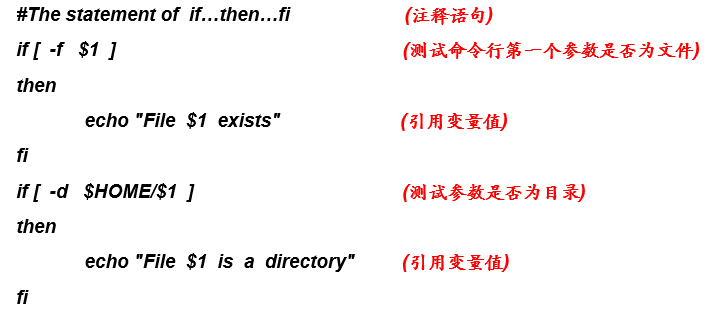 #The statement of if…then…fi (注释语句)
if [ -f $1 ] (测试命令行第一个参数是否为文件)
then
echo "File $1 exists" (引用变量值)
fi
if [ -d $HOME/$1 ] (测试参数是否为目录)
then
echo "File $1 is a directory" (引用变量值)
fi